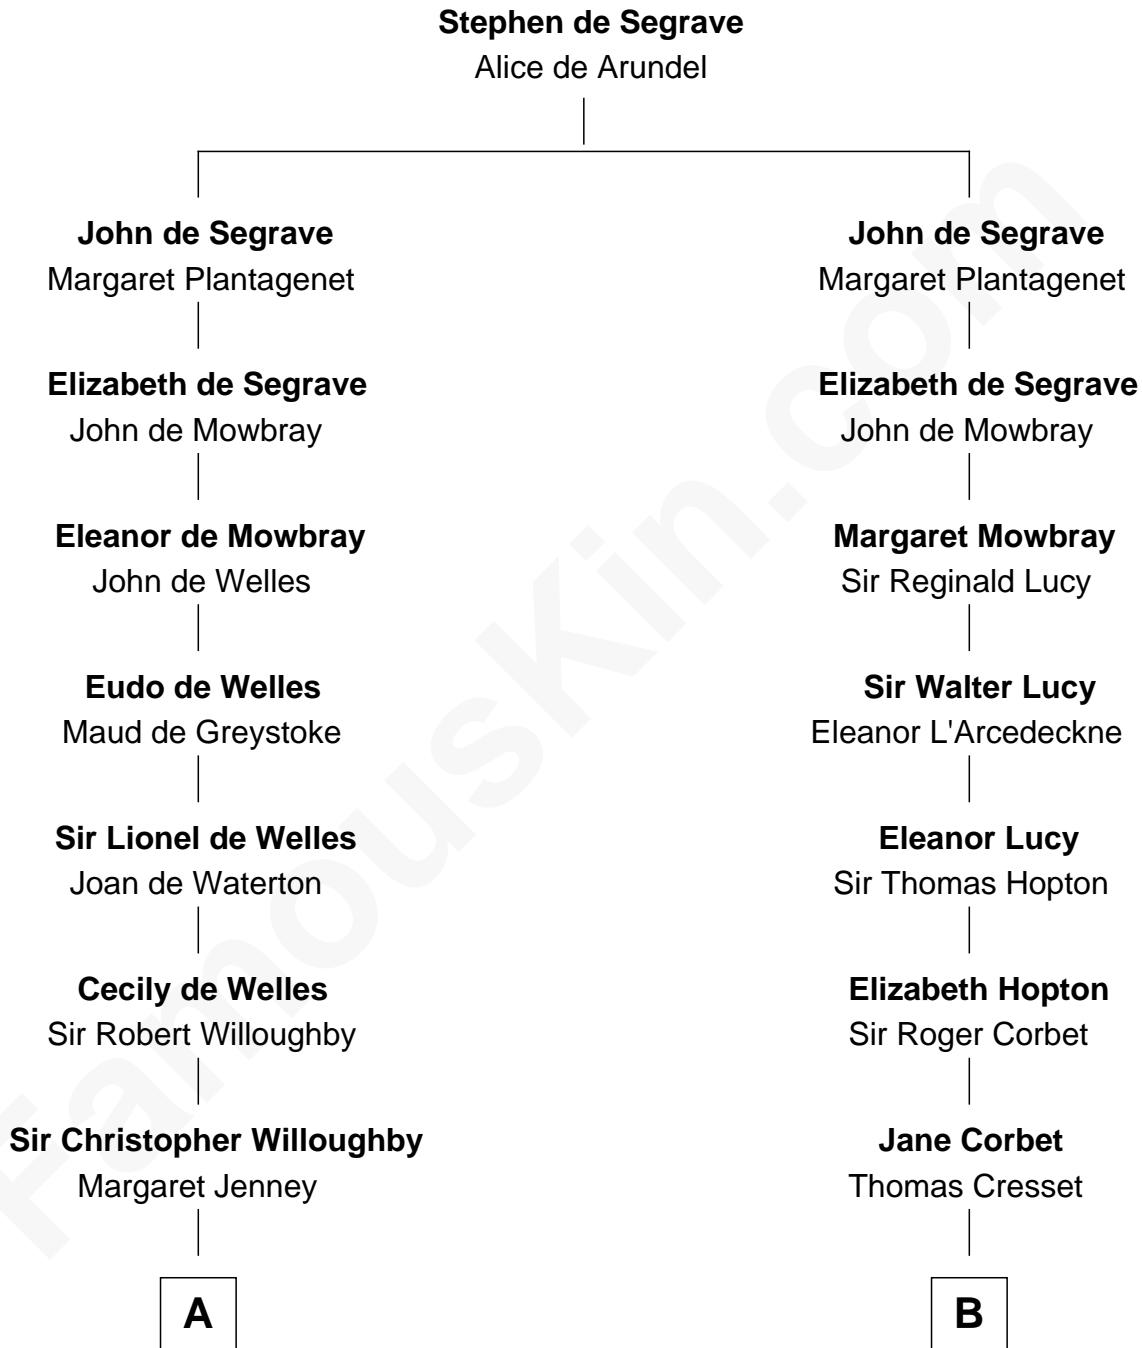 Stephen de Segrave
Alice de Arundel
John de Segrave
Margaret Plantagenet
Elizabeth de Segrave
John de Mowbray
Eleanor de Mowbray
John de Welles
Eudo de Welles
Maud de Greystoke
Sir Lionel de Welles
Joan de Waterton
Cecily de Welles
Sir Robert Willoughby
Sir Christopher Willoughby
Margaret Jenney
A
John de Segrave
Margaret Plantagenet
Elizabeth de Segrave
John de Mowbray
Margaret Mowbray
Sir Reginald Lucy
Sir Walter Lucy
Eleanor L'Arcedeckne
Eleanor Lucy
Sir Thomas Hopton
Elizabeth Hopton
Sir Roger Corbet
Jane Corbet
Thomas Cresset
B
FamousKin.com